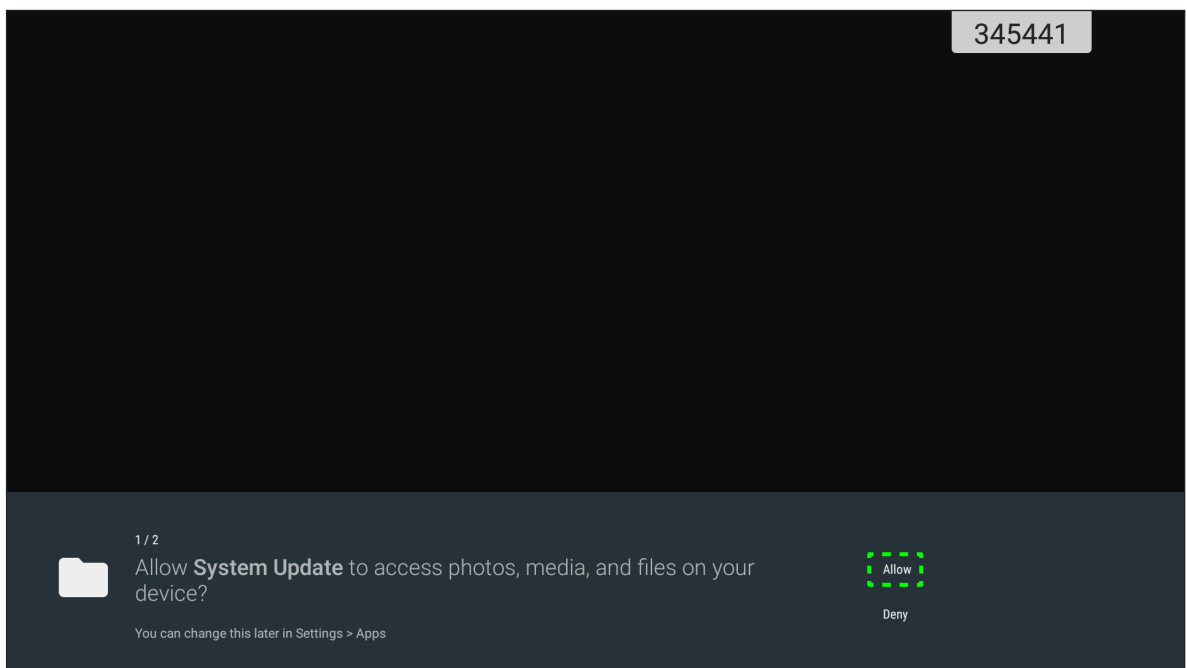 345441
1 / 2
Allow System Update to access photos, media, and files on your
device?
You can change this later in Settings > Apps
Allow
Deny